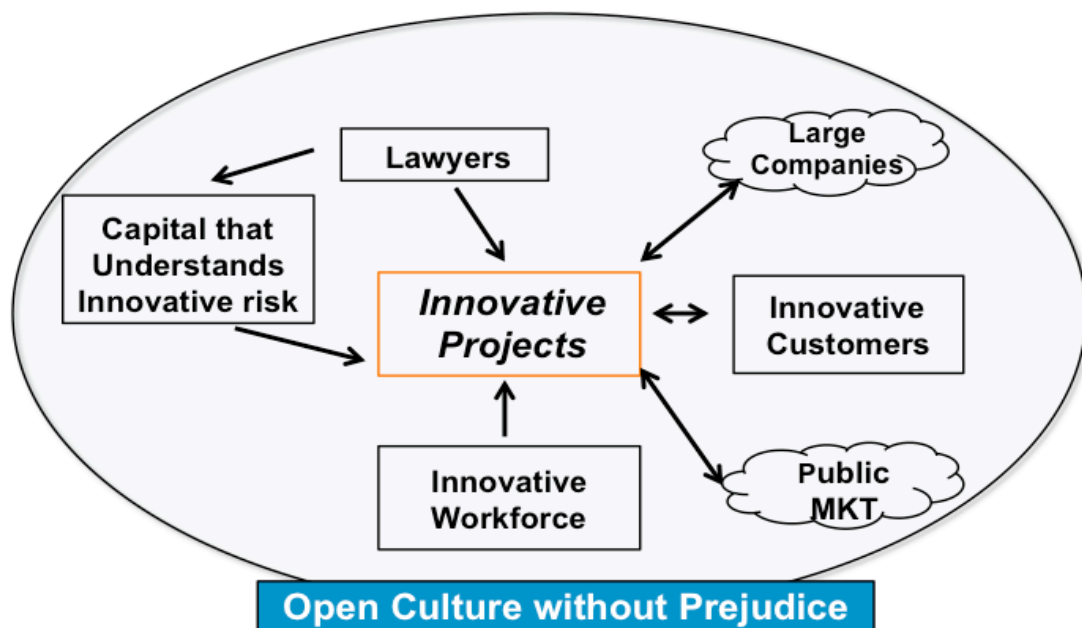 Lawyers
Large
Companies
Capital that
Understands
Innovative risk
Innovative
Projects
Innovative
Customers
Innovative
Workforce
Public
MKT
Open Culture without Prejudice